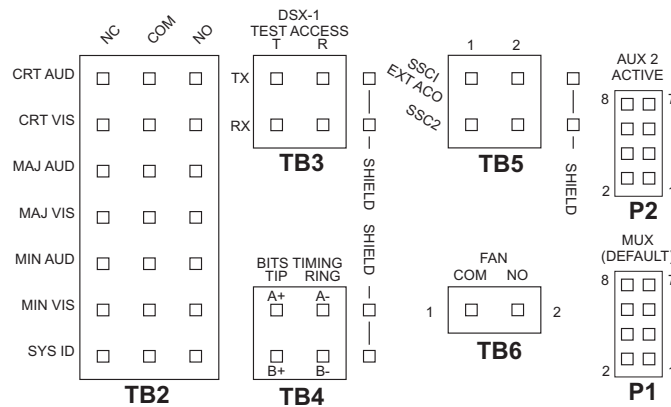 NC COM NO
CRT AUD
CRT VIS
MAJ AUD
MAJ VIS
MIN AUD
MIN VIS
SYS ID
TB2
DSX-1
TEST ACCESS
T R
TX
RX
TB3
SHIELD
SHIELD
BITS TIMING
TIP RING
A+ A-
B+ B-
TB4
1 2
SSC1
EXT ACO
SSC2
TB5
SHIELD
FAN
COM NO
1 2
TB6
AUX 2
ACTIVE
8 7
2 1
P2
MUX
(DEFAULT)
8 7
2 1
P1